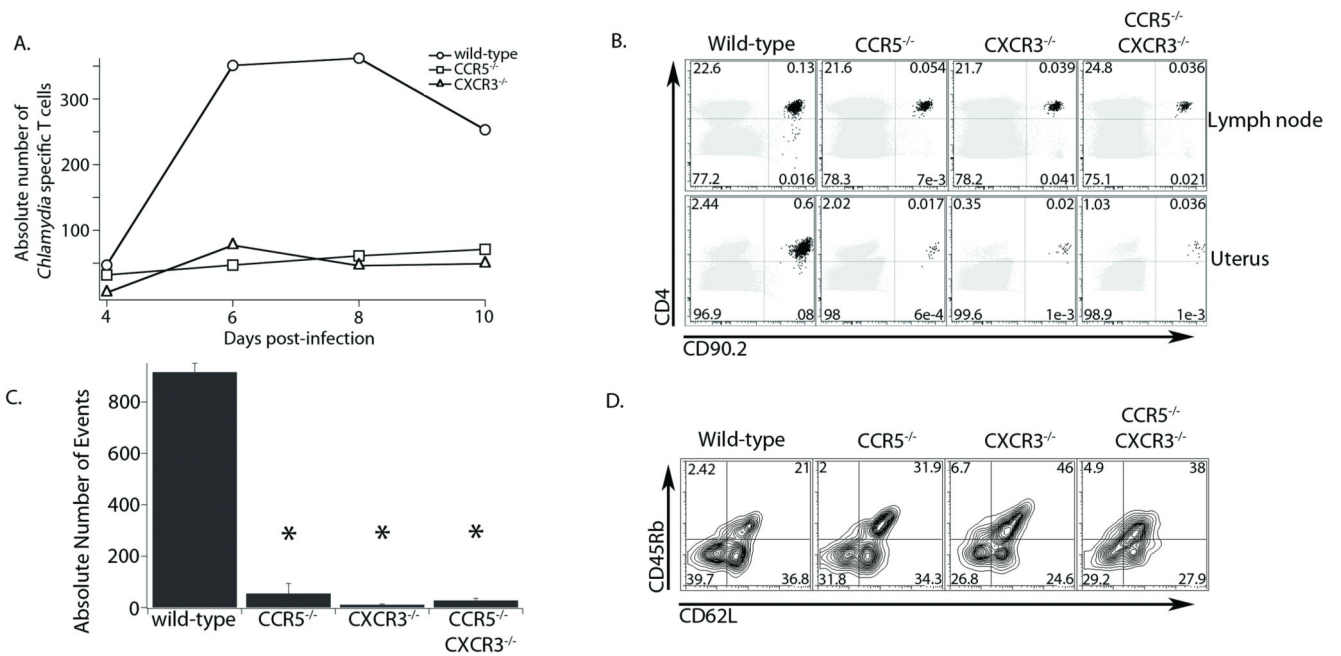 A.
wild-type
CCR5-/-
CXCR3-/-
Absolute number of
Chlamydia specific T cells
300
200
100
4 6 8 10
Days post-infection
B.
Wild-type CCR5-/- CXCR3-/- CCR5-/- CXCR3-/-
22.6 0.13 21.6 0.054 21.7 0.039 24.8 0.036
Lymph node
77.2 0.016 78.3 7e-3 78.2 0.041 75.1 0.021
2.44 0.6 2.02 0.017 0.35 0.02 1.03 0.036
Uterus
96.9 .08 98 6e-4 99.6 1e-3 98.9 1e-3
CD4
CD90.2
C.
Absolute Number of Events
800
600
400
200
0
* * *
wild-type CCR5-/- CXCR3-/- CCR5-/-
CXCR3-/-
D.
CCR5-/-
Wild-type CCR5-/- CXCR3-/- CXCR3-/-
2.42 21 2 31.9 6.7 46 4.9 38
39.7 36.8 31.8 34.3 26.8 24.6 29.2 27.9
CD45Rb
CD62L